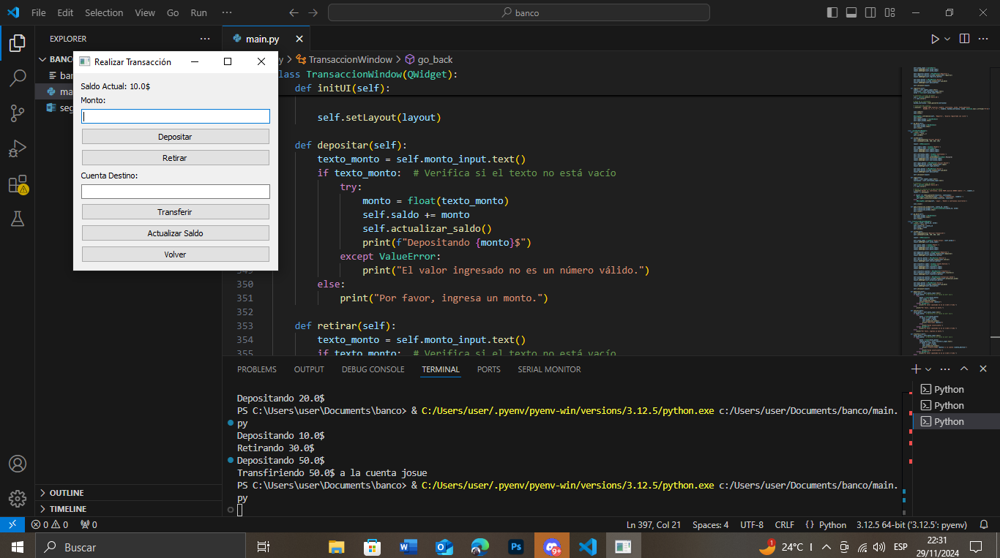 File Edit Selection View Go Run ··· banco
EXPLORER ···
main.py
BANC
ba
ma
seg
y > TransaccionWindow > go_back
Realizar Transacción
Saldo Actual: 10.0$
Monto:
Depositar
Retirar
Cuenta Destino:
Transferir
Actualizar Saldo
Volver
lass TransaccionWindow(QWidget):
def initUI(self):
self.setLayout(layout)
def depositar(self):
texto_monto = self.monto_input.text()
if texto_monto: # Verifica si el texto no está vacío
try:
monto = float(texto_monto)
self.saldo += monto
self.actualizar_saldo()
print(f"Depositando {monto}$")
except ValueError:
349 print("El valor ingresado no es un número válido.")
350 else:
351 print("Por favor, ingresa un monto.")
352
353 def retirar(self):
354 texto_monto = self.monto_input.text()
355 if texto_monto: # Verifica si el texto no está vacío
PROBLEMS OUTPUT DEBUG CONSOLE TERMINAL PORTS SERIAL MONITOR
Depositando 20.0$
PS C:\Users\user\Documents\banco> & C:/Users/user/.pyenv/pyenv-win/versions/3.12.5/python.exe c:/Users/user/Documents/banco/main.
py
Depositando 10.0$
Retirando 30.0$
Depositando 50.0$
Transfiriendo 50.0$ a la cuenta josue
PS C:\Users\user\Documents\banco> & C:/Users/user/.pyenv/pyenv-win/versions/3.12.5/python.exe c:/Users/user/Documents/banco/main.
py
Python
Python
Python
OUTLINE
TIMELINE
0 0 0 Ln 397, Col 21 Spaces: 4 UTF-8 CRLF {} Python 3.12.5 64-bit ('3.12.5': pyenv)
Buscar Ps 9+ 1 24°C ESP 22:31
29/11/2024